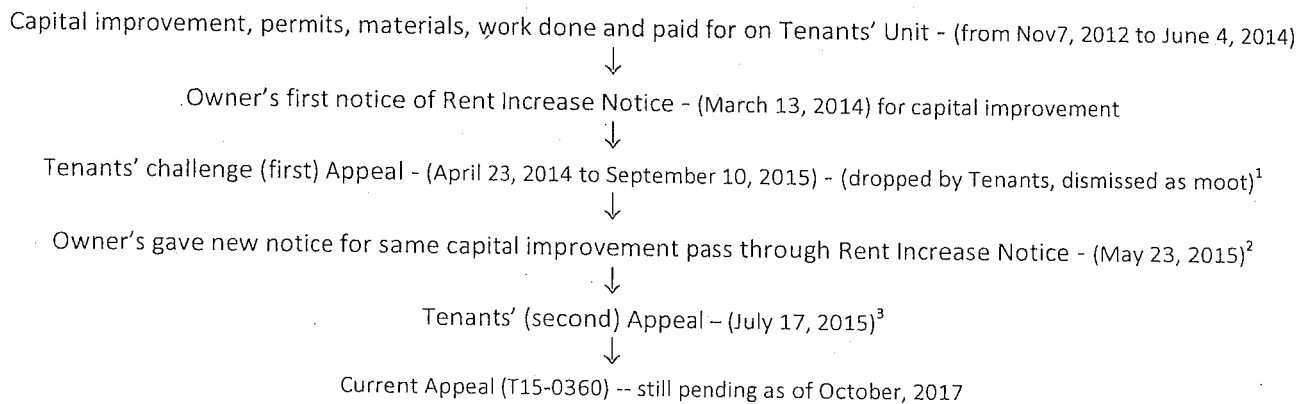 Capital improvement, permits, materials, work done and paid for on Tenants' Unit - (from Nov7, 2012 to June 4, 2014)
↓
Owner's first notice of Rent Increase Notice - (March 13, 2014) for capital improvement
↓
Tenants' challenge (first) Appeal - (April 23, 2014 to September 10, 2015) - (dropped by Tenants, dismissed as moot)¹
↓
Owner's gave new notice for same capital improvement pass through Rent Increase Notice - (May 23, 2015)²
↓
Tenants' (second) Appeal – (July 17, 2015)³
↓
Current Appeal (T15-0360) -- still pending as of October, 2017